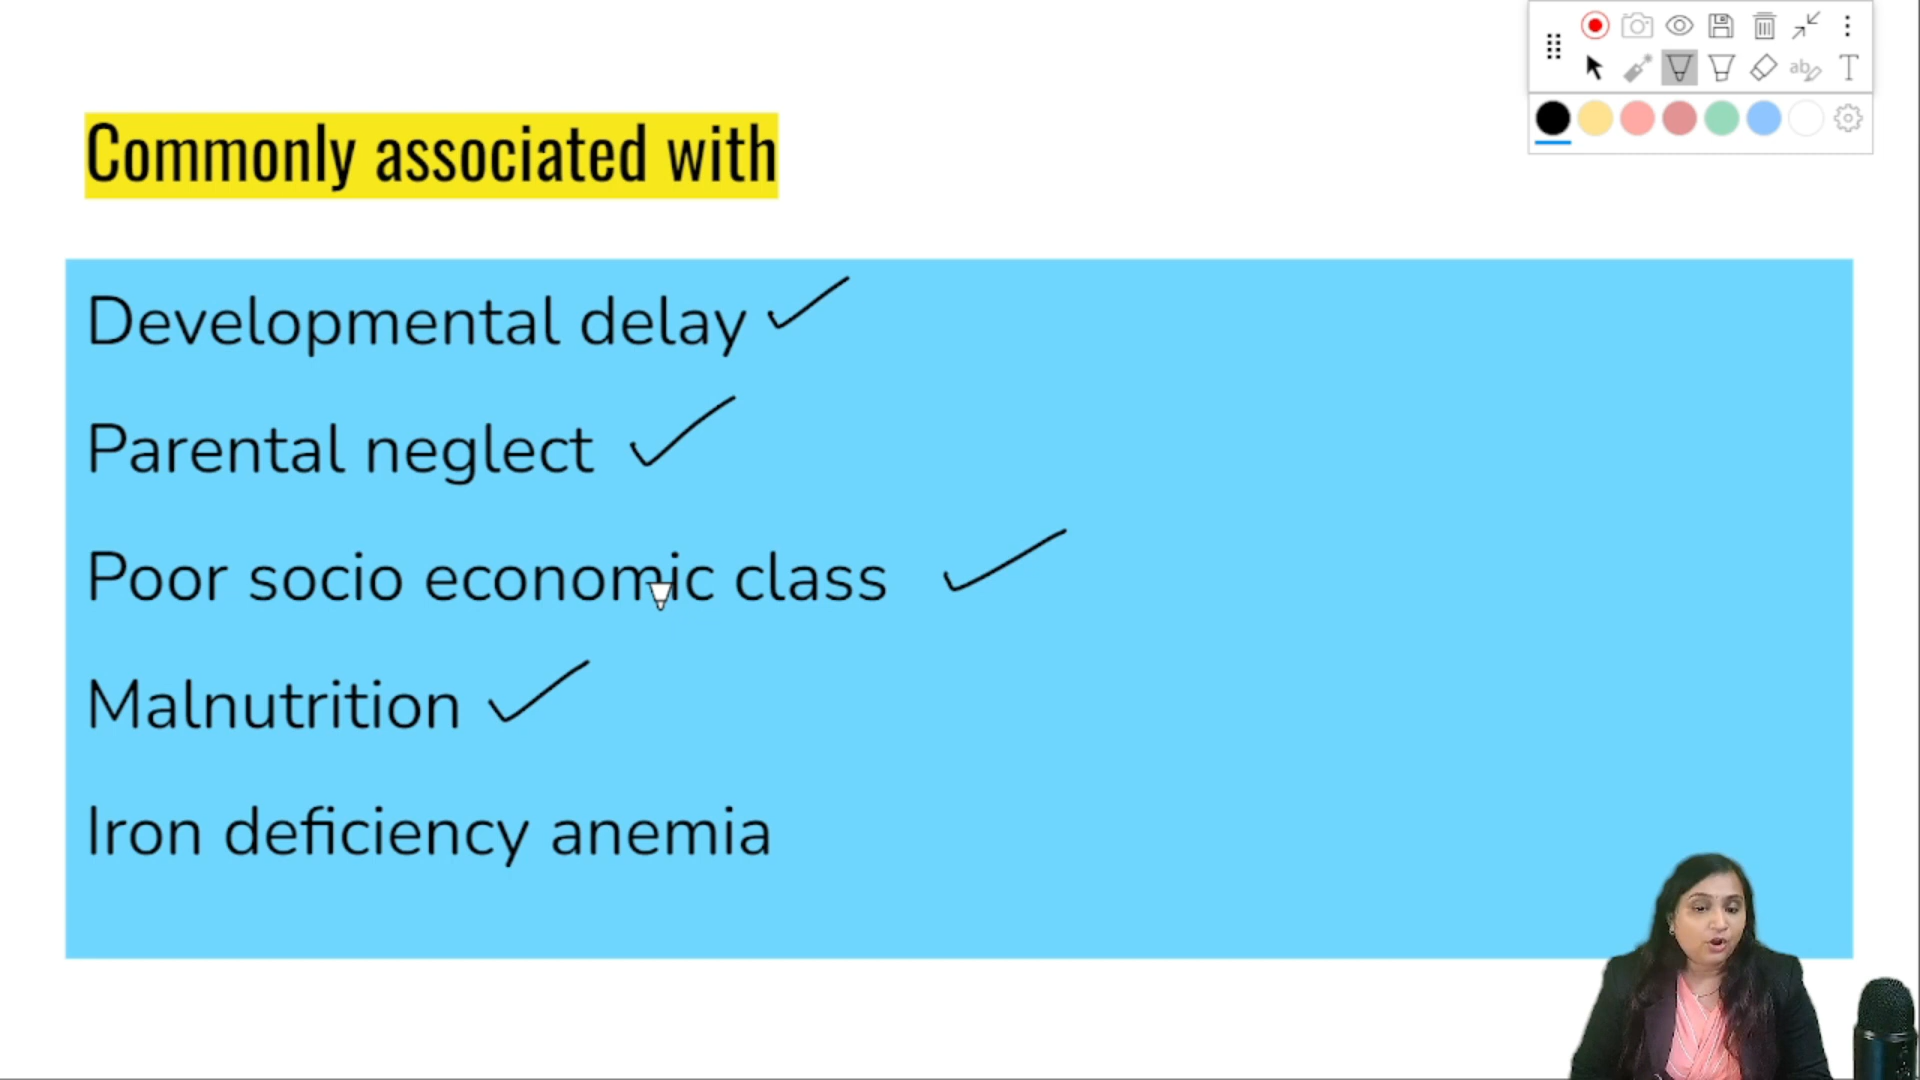 Commonly associated with
Developmental delay
Parental neglect
Poor socio economic class
Malnutrition
Iron deficiency anemia